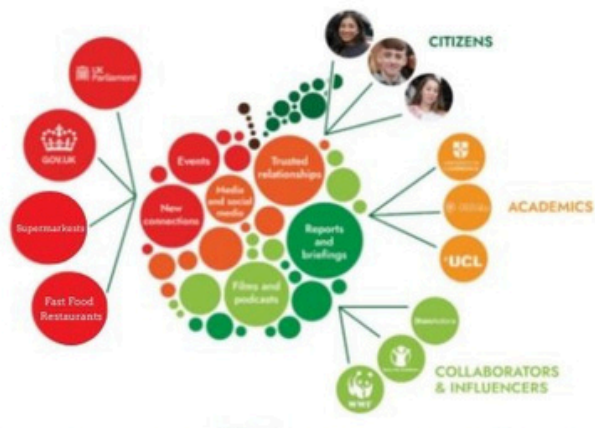 CITIZENS
UK
Parliament
GOV.UK
Events
Trusted
relationships
Media
and social
media
New
connections
Supermarkests
Reports
and
briefings
ACADEMICS
UCL
Films and
podcasts
Fast Food
Restaurants
COLLABORATORS
& INFLUENCERS
WWF